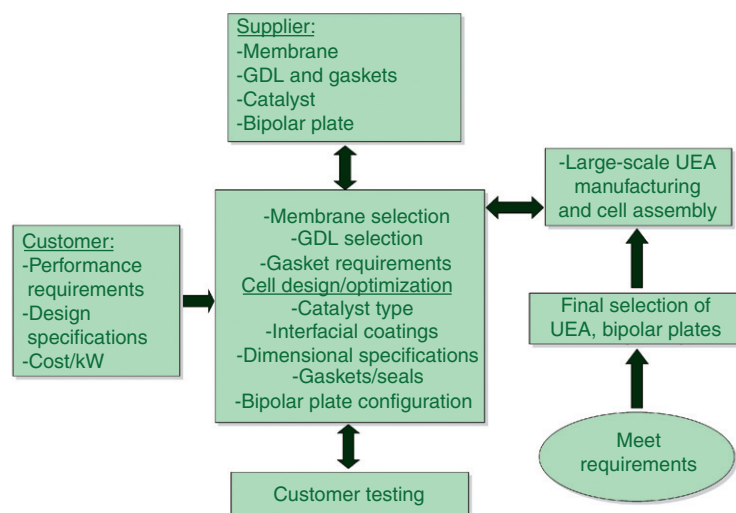 Supplier:
-Membrane
-GDL and gaskets
-Catalyst
-Bipolar plate
-Large-scale UEA
manufacturing
and cell assembly
-Membrane selection
-GDL selection
-Gasket requirements
Cell design/optimization
-Catalyst type
-Interfacial coatings
-Dimensional specifications
-Gaskets/seals
-Bipolar plate configuration
Customer:
-Performance
requirements
-Design
specifications
-Cost/kW
Final selection of
UEA, bipolar plates
Meet
requirements
Customer testing